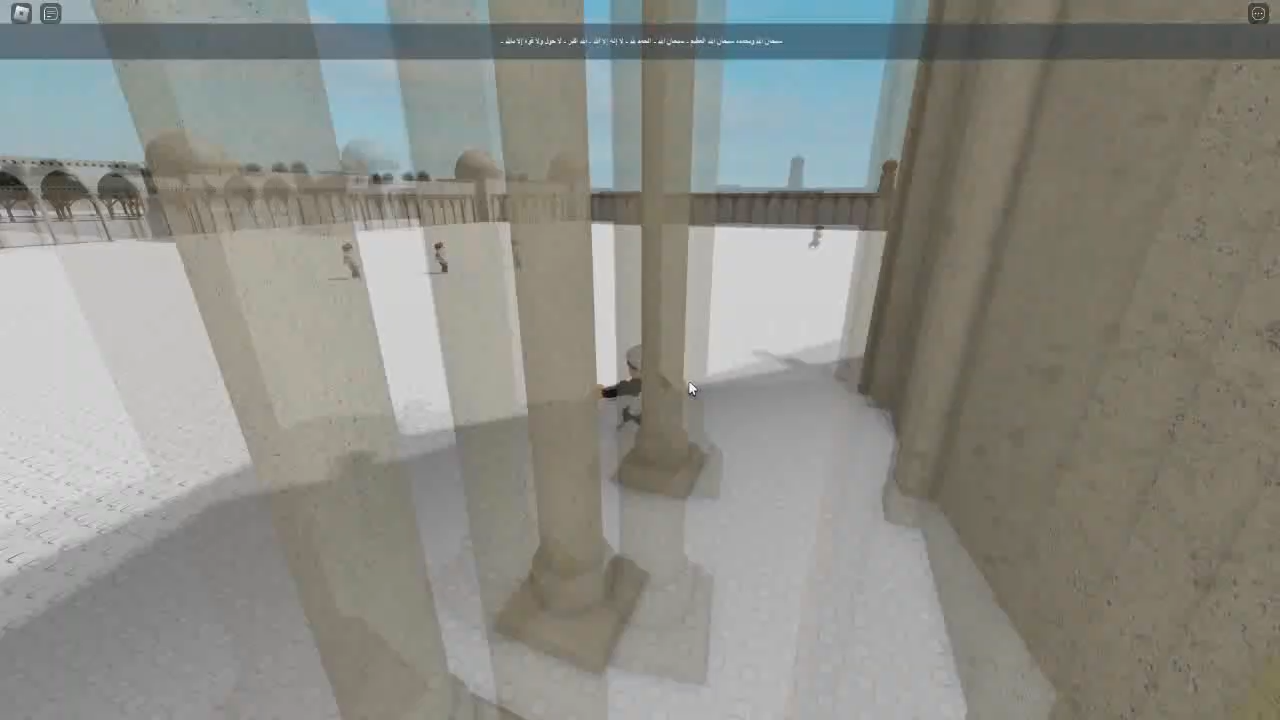 سبحان الله وبحمده سبحان الله العظيم - سبحان الله - الحمد لله - لا إله إلا الله - الله اكبر - لا حول ولا قوة إلا بالله -